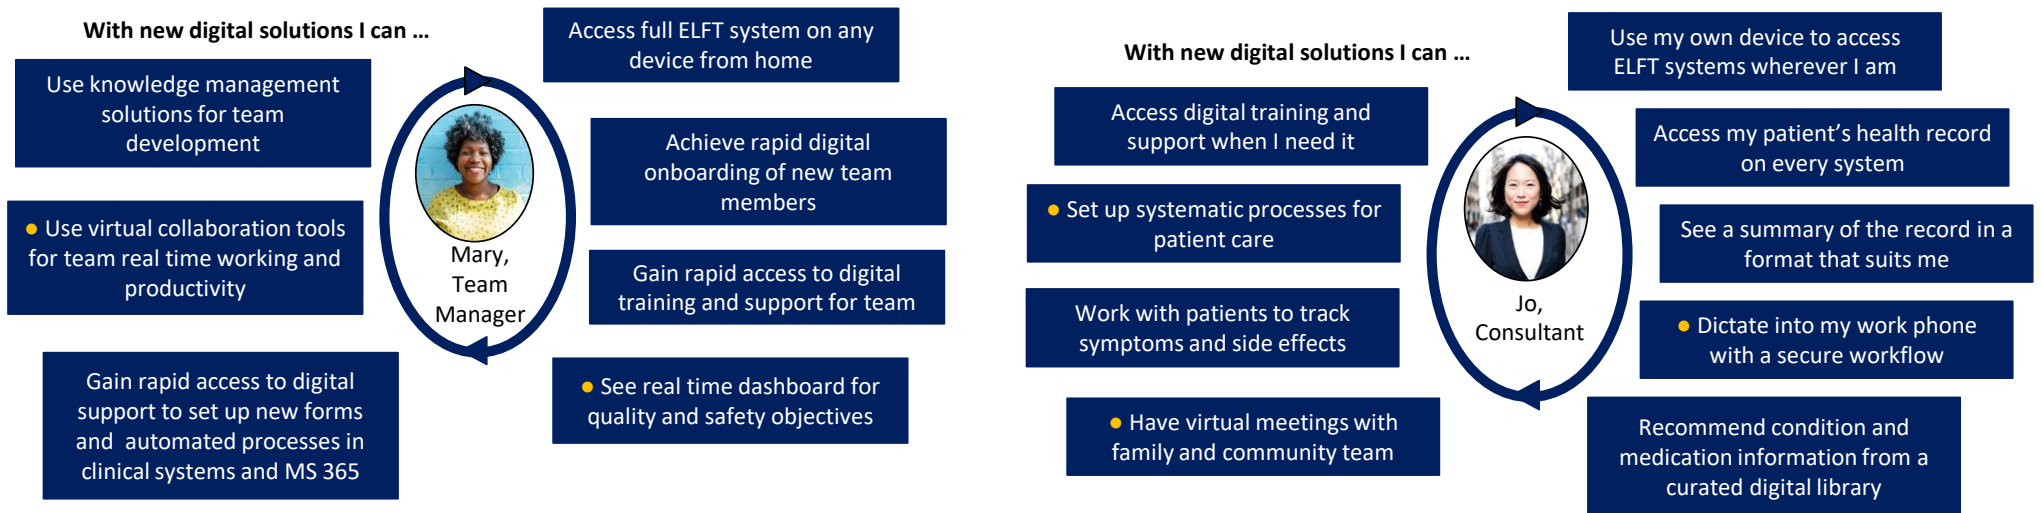 With new digital solutions I can ...
Access full ELFT system on any
device from home
Use knowledge management
solutions for team
development
Achieve rapid digital
onboarding of new team
members
● Use virtual collaboration tools
for team real time working and
productivity
Mary,
Team
Manager
Gain rapid access to digital
training and support for team
Gain rapid access to digital
support to set up new forms
and automated processes in
clinical systems and MS 365
● See real time dashboard for
quality and safety objectives
With new digital solutions I can ...
Use my own device to access
ELFT systems wherever I am
Access digital training and
support when I need it
Access my patient’s health record
on every system
● Set up systematic processes for
patient care
See a summary of the record in a
format that suits me
Work with patients to track
symptoms and side effects
Jo,
Consultant
● Dictate into my work phone
with a secure workflow
● Have virtual meetings with
family and community team
Recommend condition and
medication information from a
curated digital library